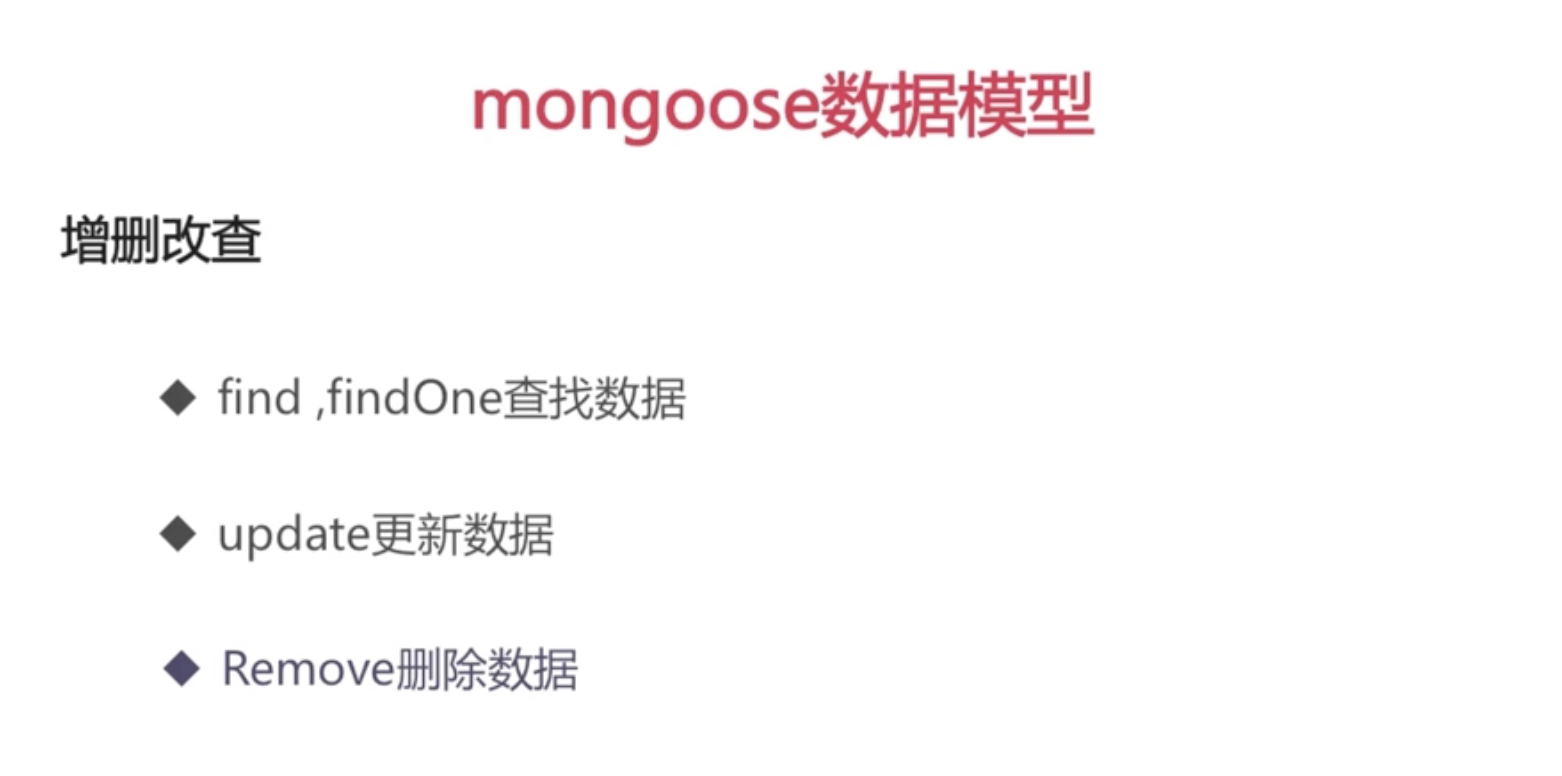 mongoose数据模型
增删改查
◆ find ,findOne查找数据
◆ update更新数据
◆ Remove删除数据